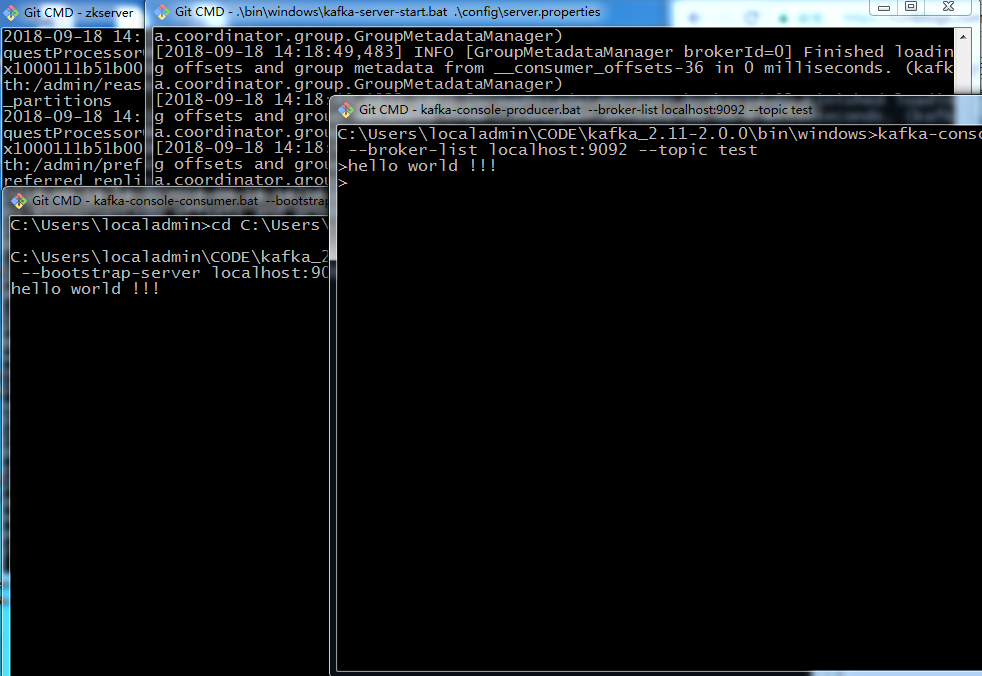 Git CMD - zkserver
2018-09-18 14:
questProcessor
x1000111b51b00
th:/admin/reas
_partitions
2018-09-18 14:
questProcessor
x1000111b51b00
th:/admin/pref
referred_repli
Git CMD - .\bin\windows\kafka-server-start.bat .\config\server.properties
a.coordinator.group.GroupMetadataManager)
[2018-09-18 14:18:49,483] INFO [GroupMetadataManager brokerId=0] Finished loadin
g offsets and group metadata from __consumer_offsets-36 in 0 milliseconds. (kafk
a.coordinator.group.GroupMetadataManager)
[2018-09-18 14:18:
g offsets and grou
a.coordinator.grou
[2018-09-18 14:18:
g offsets and grou
a.coordinator.grou
Git CMD - kafka-console-consumer.bat --bootstrap
C:\Users\localadmin>cd C:\Users\
C:\Users\localadmin\CODE\kafka_2
--bootstrap-server localhost:90
hello world !!!
Git CMD - kafka-console-producer.bat --broker-list localhost:9092 --topic test
C:\Users\localadmin\CODE\kafka_2.11-2.0.0\bin\windows>kafka-conso
--broker-list localhost:9092 --topic test
>hello world !!!
>